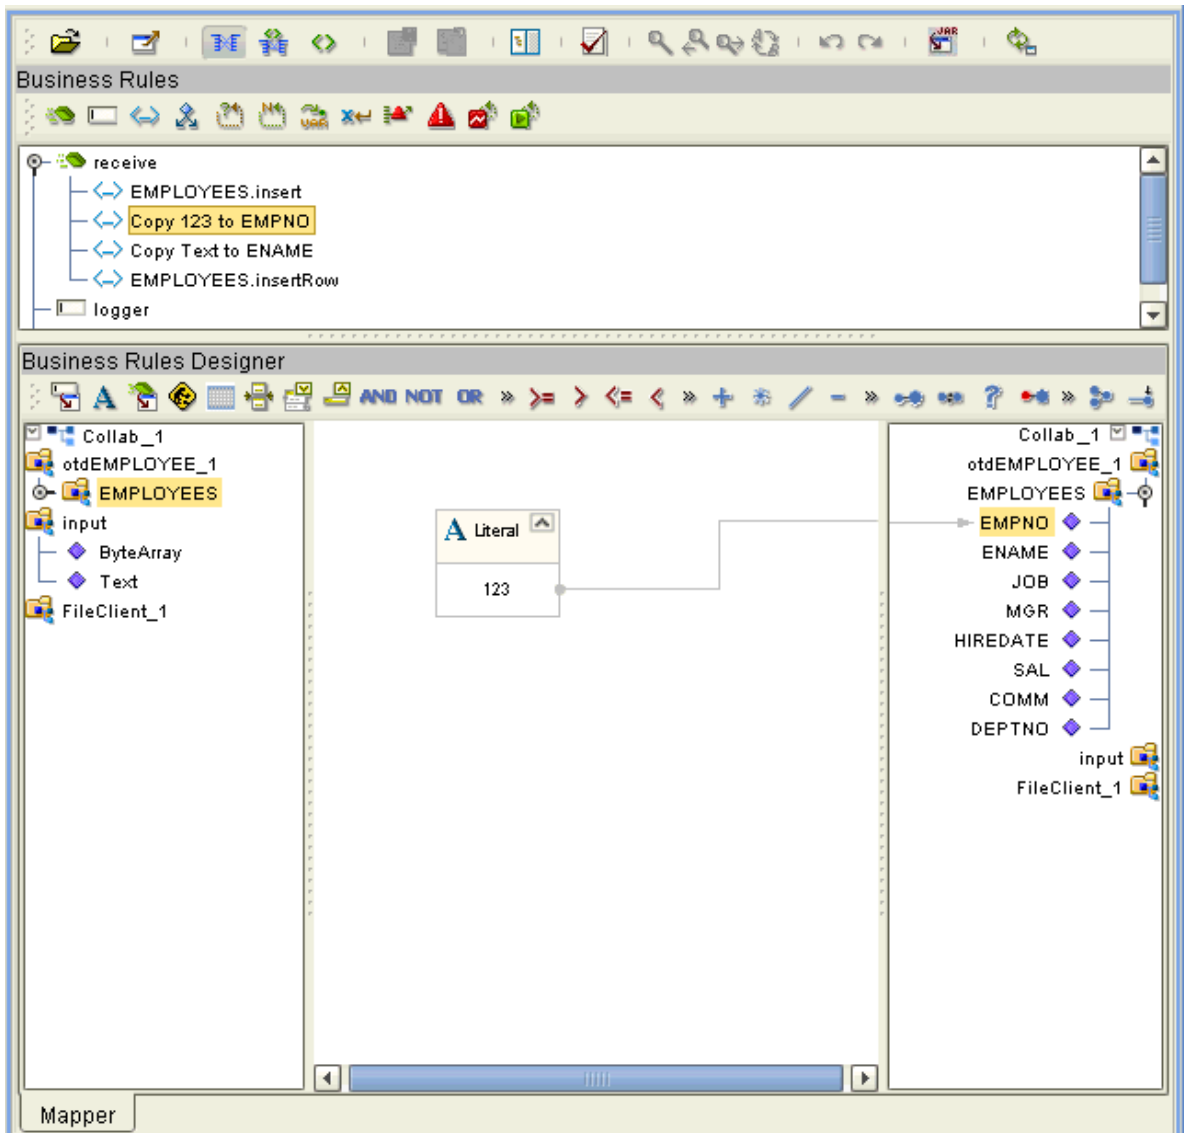 JAR
Business Rules
VAR
receive
EMPLOYEES.insert
Copy 123 to EMPNO
Copy Text to ENAME
EMPLOYEES.insertRow
logger
Business Rules Designer
A AND NOT OR » >= > <= < » + * / - » ? »
Collab_1
otdEMPLOYEE_1
EMPLOYEES
input
ByteArray
Text
FileClient_1
A Literal
123
Collab_1
otdEMPLOYEE_1
EMPLOYEES
EMPNO
ENAME
JOB
MGR
HIREDATE
SAL
COMM
DEPTNO
input
FileClient_1
Mapper